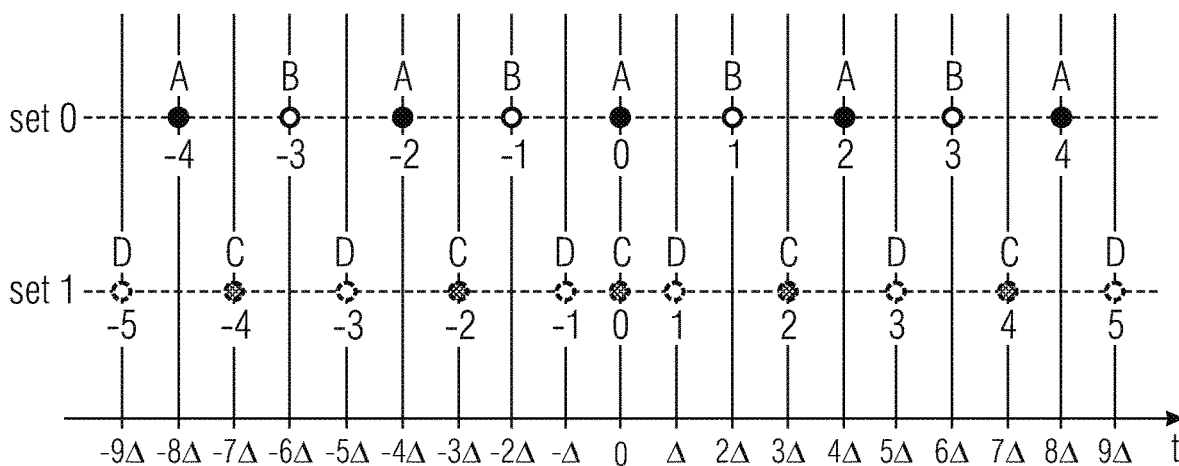 A B A B A B A B A
set 0
-4 -3 -2 -1 0 1 2 3 4
D C D C D C D C D C D
set 1
-5 -4 -3 -2 -1 0 1 2 3 4 5
-9Δ -8Δ -7Δ -6Δ -5Δ -4Δ -3Δ -2Δ -Δ 0 Δ 2Δ 3Δ 4Δ 5Δ 6Δ 7Δ 8Δ 9Δ t